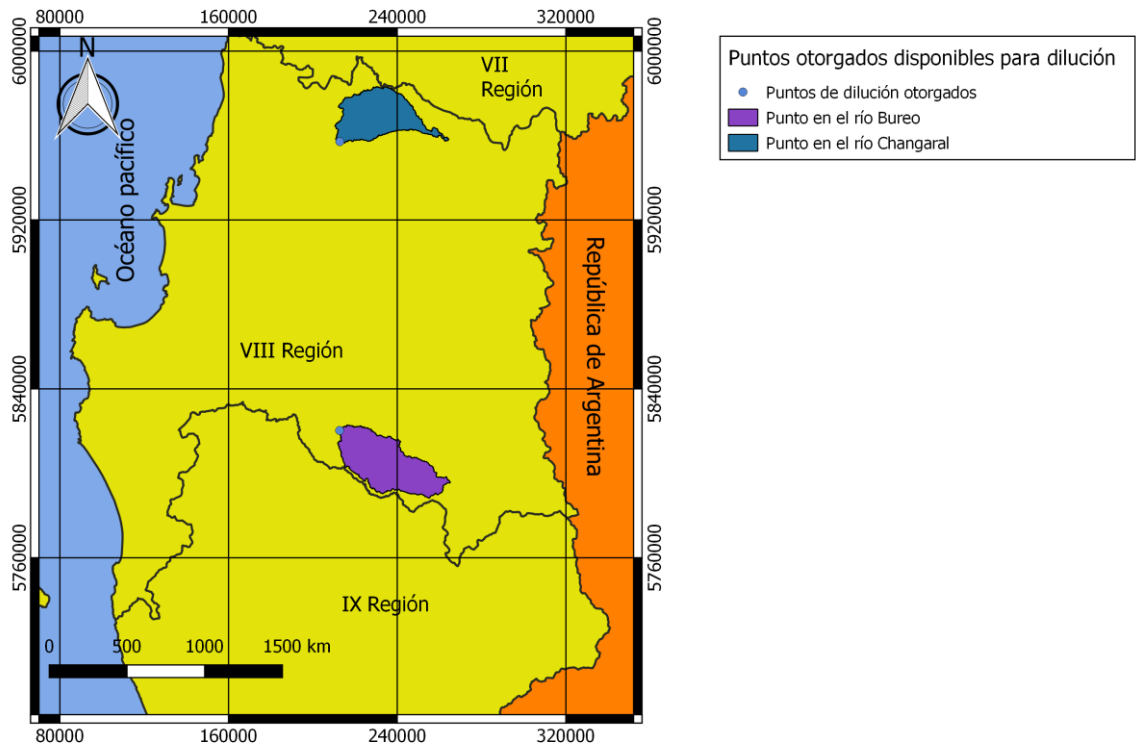 80000 160000 240000 320000
6000000
5920000
5840000
5760000
N
Océano pacífico
VII
Región
VIII Región
IX Región
República de Argentina
0 500 1000 1500 km
6000000
5920000
5840000
5760000
80000 160000 240000 320000
Puntos otorgados disponibles para dilución
Puntos de dilución otorgados
Punto en el río Bureo
Punto en el río Changaral